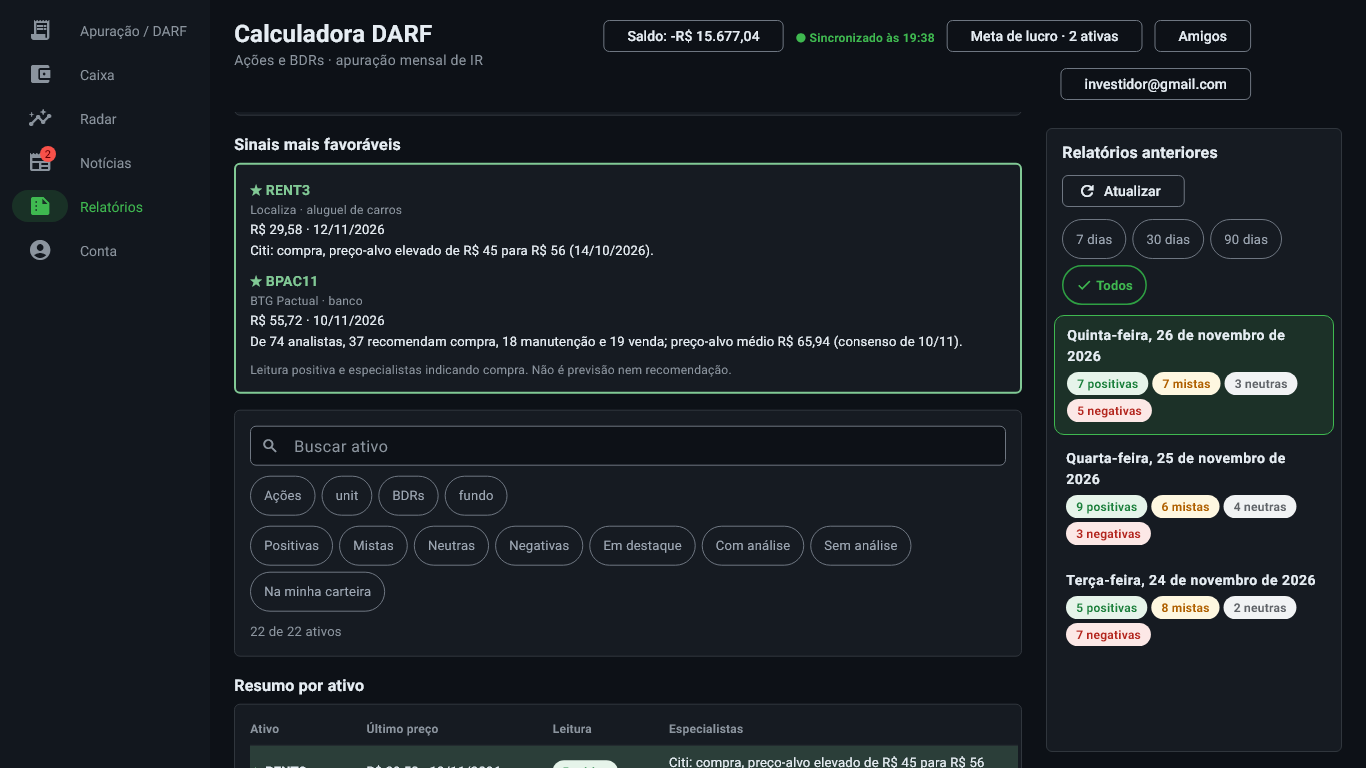 Apuração / DARF
Caixa
Radar
2
Notícias
Relatórios
Conta
Calculadora DARF
Ações e BDRs · apuração mensal de IR
Saldo: -R$ 15.677,04
Sincronizado às 19:38
Meta de lucro · 2 ativas
Amigos
investidor@gmail.com
Sinais mais favoráveis
★ RENT3
Localiza · aluguel de carros
R$ 29,58 · 12/11/2026
Citi: compra, preço-alvo elevado de R$ 45 para R$ 56 (14/10/2026).
★ BPAC11
BTG Pactual · banco
R$ 55,72 · 10/11/2026
De 74 analistas, 37 recomendam compra, 18 manutenção e 19 venda; preço-alvo médio R$ 65,94 (consenso de 10/11).
Leitura positiva e especialistas indicando compra. Não é previsão nem recomendação.
Buscar ativo
Ações
unit
BDRs
fundo
Positivas
Mistas
Neutras
Negativas
Em destaque
Com análise
Sem análise
Na minha carteira
22 de 22 ativos
Resumo por ativo
Ativo
Último preço
Leitura
Especialistas
Citi: compra, preço-alvo elevado de R$ 45 para R$ 56
Relatórios anteriores
Atualizar
7 dias
30 dias
90 dias
Todos
Quinta-feira, 26 de novembro de
2026
7 positivas
7 mistas
3 neutras
5 negativas
Quarta-feira, 25 de novembro de
2026
9 positivas
6 mistas
4 neutras
3 negativas
Terça-feira, 24 de novembro de 2026
5 positivas
8 mistas
2 neutras
7 negativas